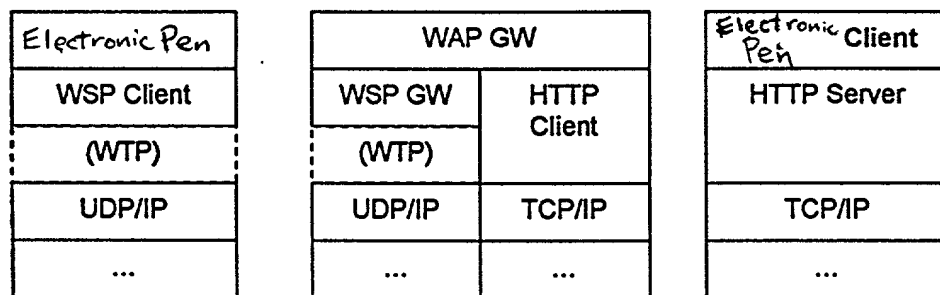 Electronic Pen
WSP Client
(WTP)
UDP/IP
...
WAP GW
WSP GW
(WTP)
UDP/IP
...
HTTP
Client
TCP/IP
...
Electronic
Pen Client
HTTP Server
TCP/IP
...